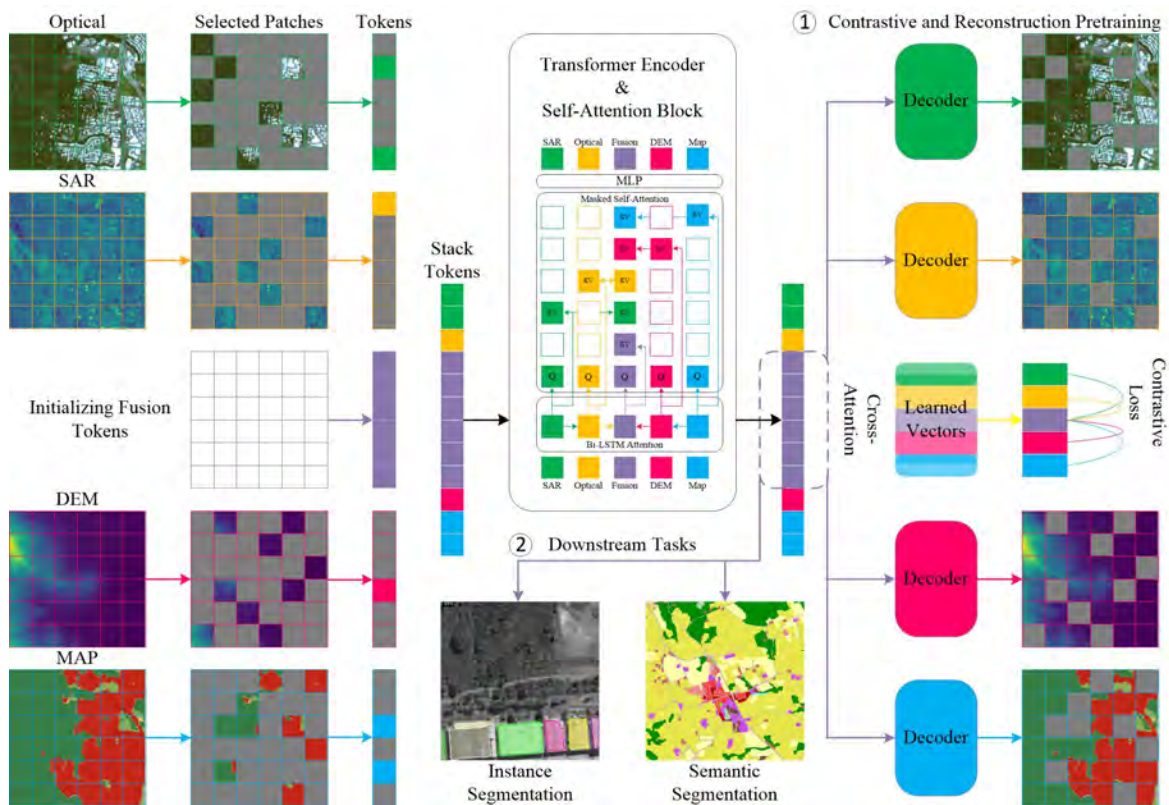 Optical
Selected Patches
Tokens
① Contrastive and Reconstruction Pretraining
Transformer Encoder
&
Self-Attention Block
SAR Optical Fusion DEM Map
MLP
Masked Self-Attention
KV KV
KV KV
KV KV
KV KV
KV
Q Q Q Q Q
Bi-LSTM Attention
SAR Optical Fusion DEM Map
Decoder
SAR
Stack
Tokens
Decoder
Initializing Fusion
Tokens
Cross-
Attention
Learned
Vectors
Contrastive
Loss
DEM
② Downstream Tasks
Decoder
MAP
Decoder
Instance
Segmentation
Semantic
Segmentation